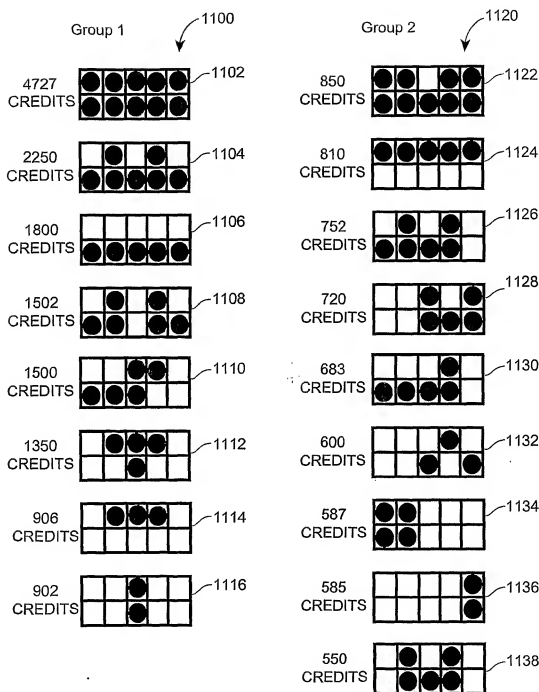 Group 1
1100
4727
CREDITS
1102
2250
CREDITS
1104
1800
CREDITS
1106
1502
CREDITS
1108
1500
CREDITS
1110
1350
CREDITS
1112
906
CREDITS
1114
902
CREDITS
1116
Group 2
1120
850
CREDITS
1122
810
CREDITS
1124
752
CREDITS
1126
720
CREDITS
1128
683
CREDITS
1130
600
CREDITS
1132
587
CREDITS
1134
585
CREDITS
1136
550
CREDITS
1138